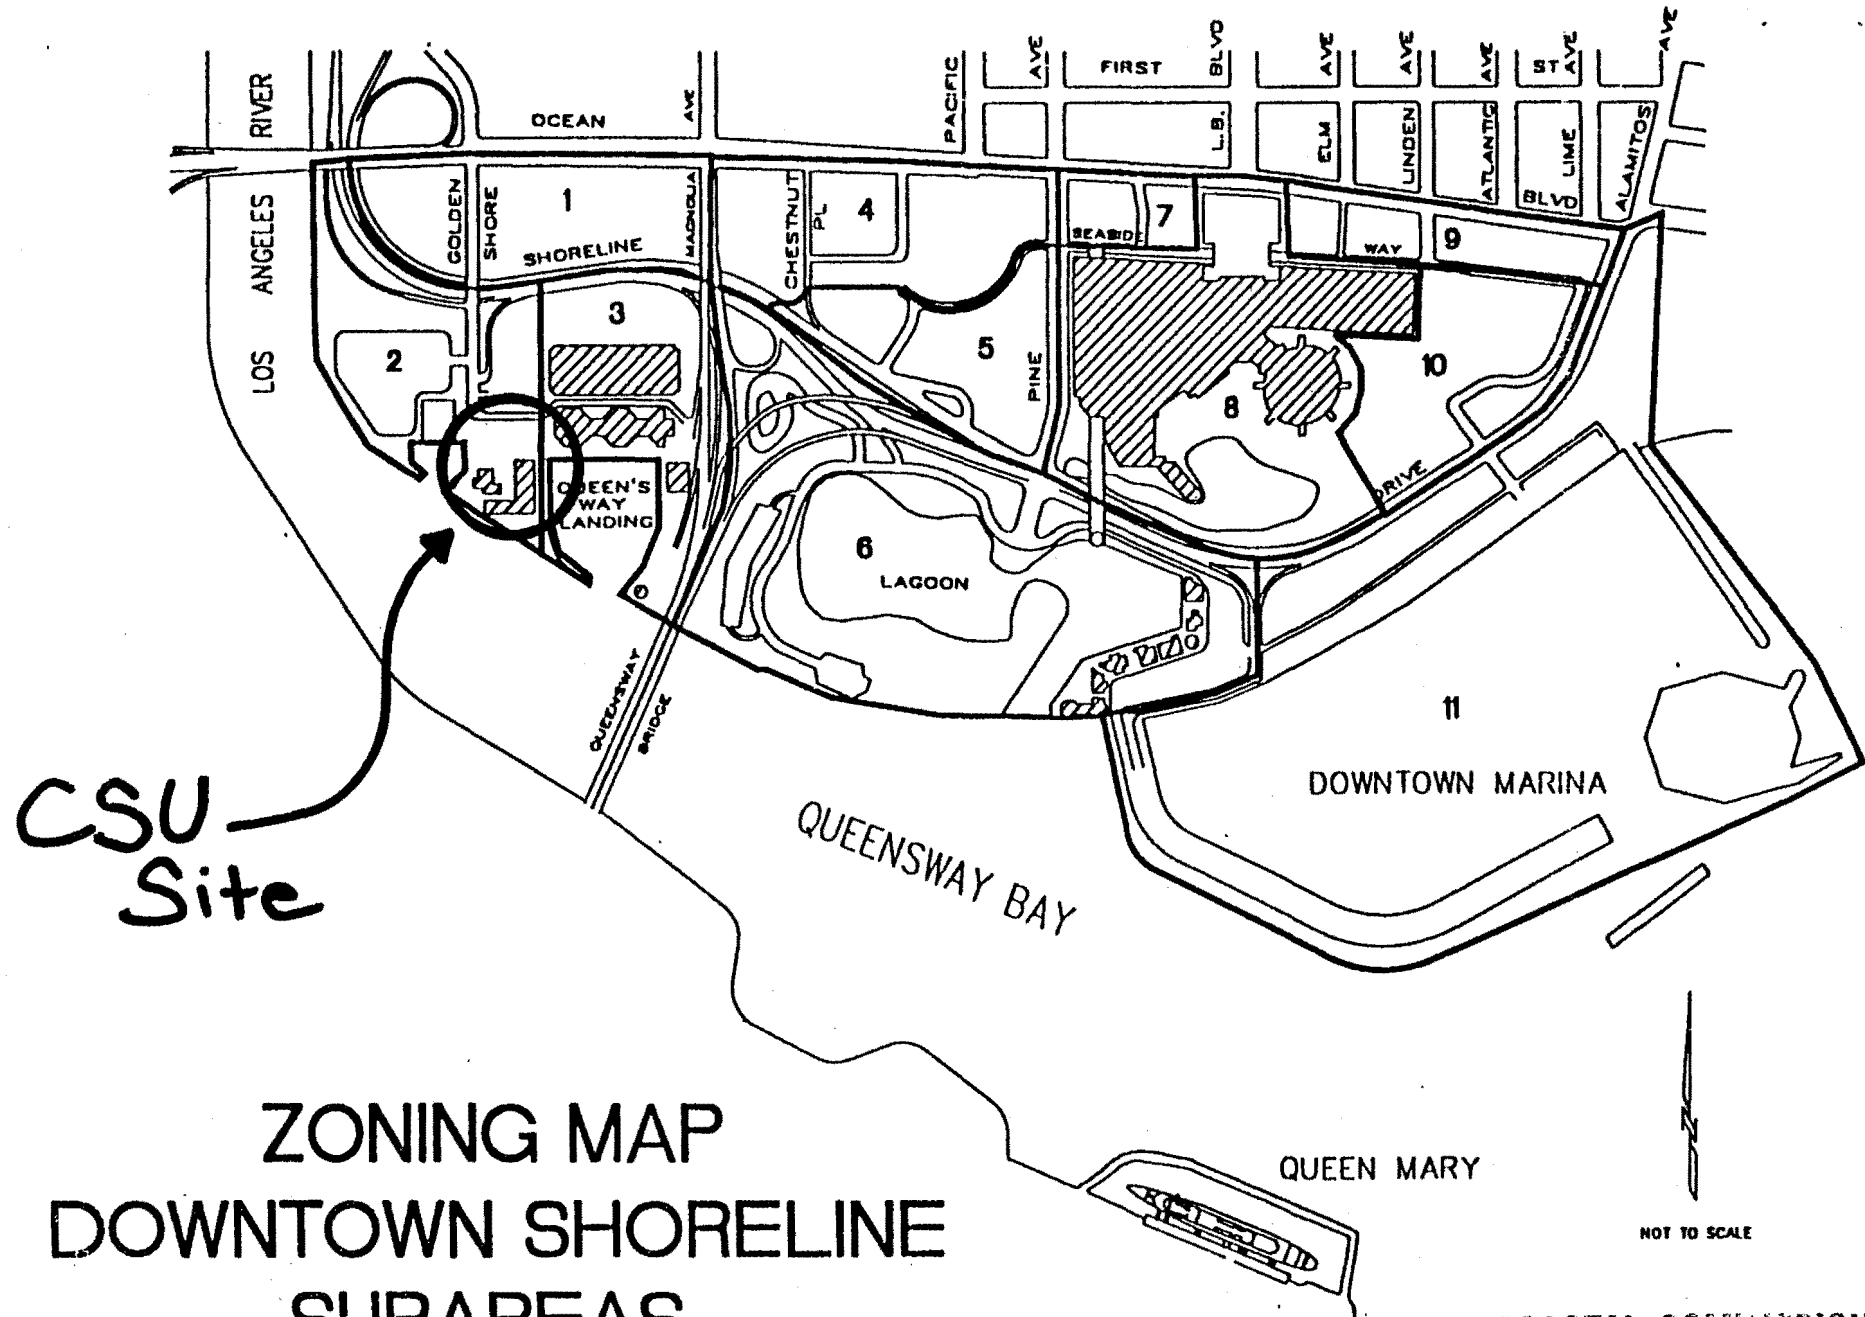 RIVER
ANGELES
LOS
OCEAN
AVE
PACIFIC
AVE
FIRST
BLVD
AVE
AVE
AVE
ST
AVE
AVE
L.B.
ELM
LINDEN
ATLANTIC
BLVD
LIME
ALAMITOS
GOLDEN
SHORE
1
SHORELINE
MAGNOLIA
CHESTNUT
PL
4
SEASIDE
7
WAY
9
2
3
5
PINE
8
10
DRIVE
QUEEN'S
WAY
LANDING
6
LAGOON
QUEENSWAY
BRIDGE
11
DOWNTOWN MARINA
CSU
Site
QUEENSWAY BAY
QUEEN MARY
N
NOT TO SCALE
ZONING MAP
DOWNTOWN SHORELINE
SUBAREAS